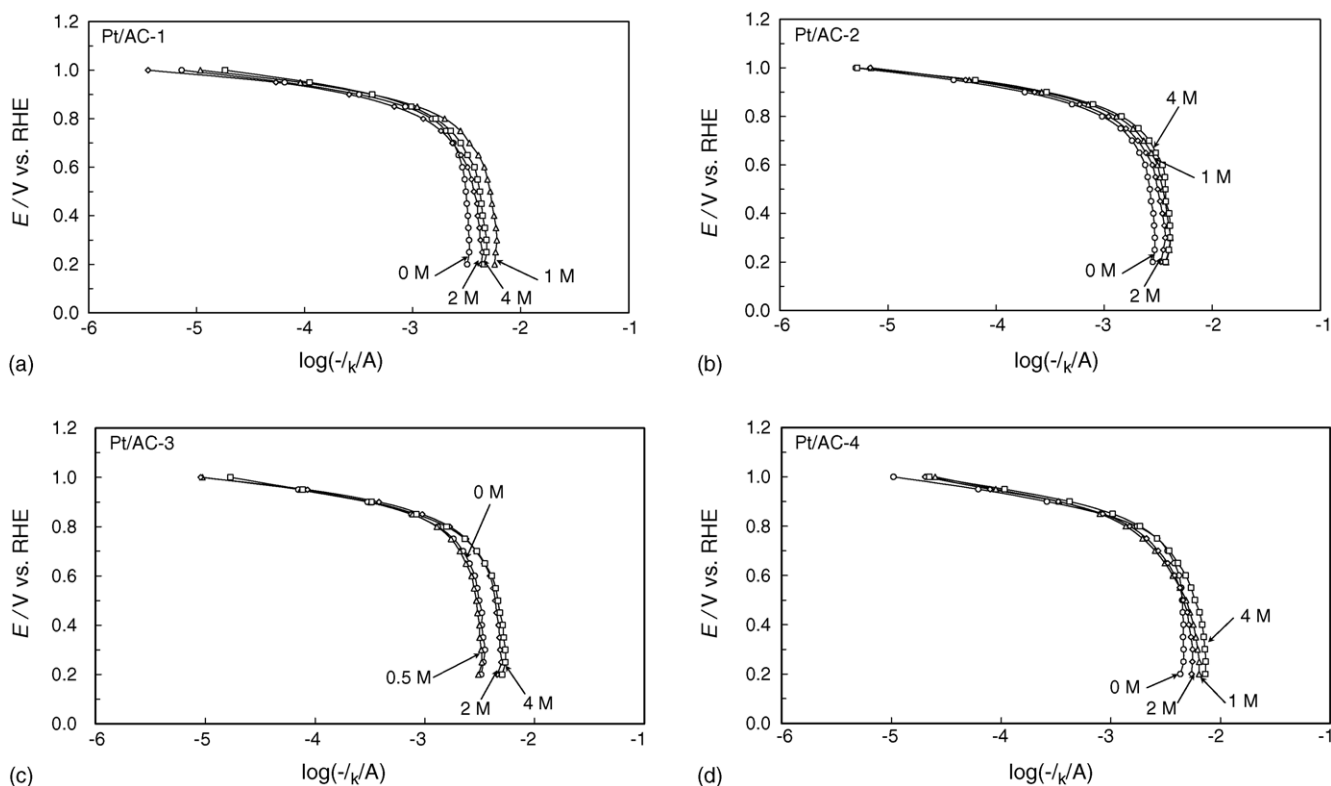 Pt/AC-1
1.2
1.0
0.8
0.6
0.4
0.2
0.0
E / V vs. RHE
0 M
2 M
4 M
1 M
-6
-5
-4
-3
-2
-1
(a)
log(-/k/A)
Pt/AC-2
1.2
1.0
0.8
0.6
0.4
0.2
0.0
E / V vs. RHE
4 M
1 M
0 M
2 M
-6
-5
-4
-3
-2
-1
(b)
log(-/k/A)
Pt/AC-3
1.2
1.0
0.8
0.6
0.4
0.2
0.0
E / V vs. RHE
0 M
0.5 M
2 M
4 M
-6
-5
-4
-3
-2
-1
(c)
log(-/k/A)
Pt/AC-4
1.2
1.0
0.8
0.6
0.4
0.2
0.0
E / V vs. RHE
4 M
0 M
2 M
1 M
-6
-5
-4
-3
-2
-1
(d)
log(-/k/A)